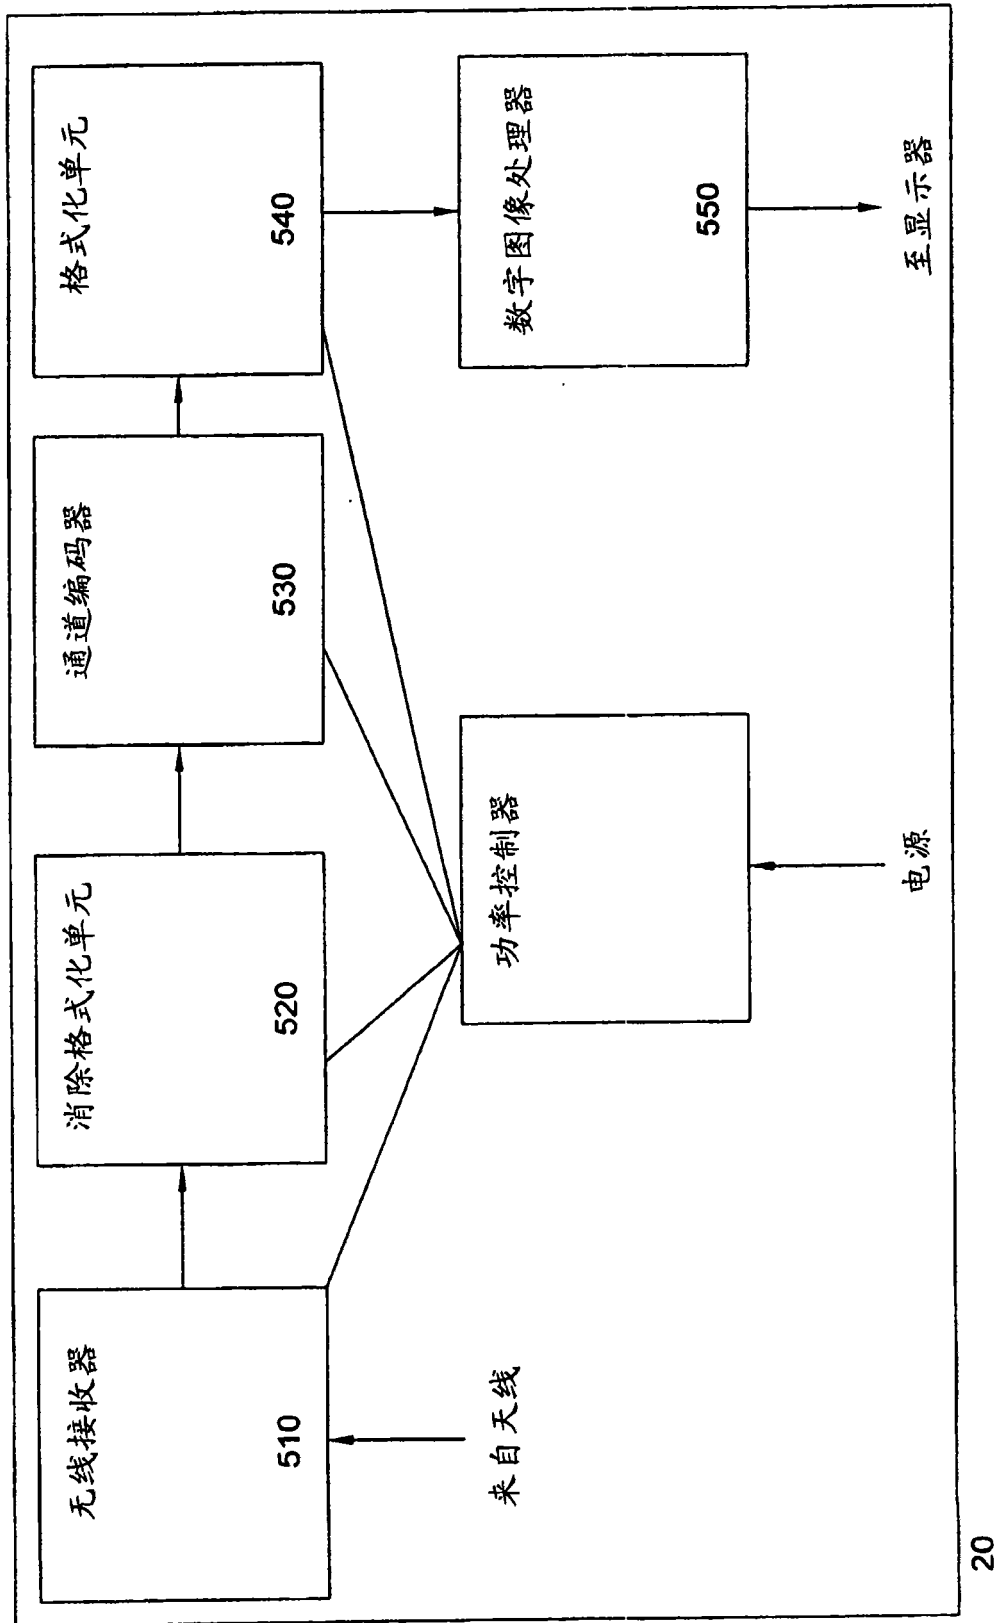 无线接收器
510
消除格式化单元
520
通道编码器
530
格式化单元
540
来自天线
功率控制器
电源
数字图像处理器
550
至显示器
20